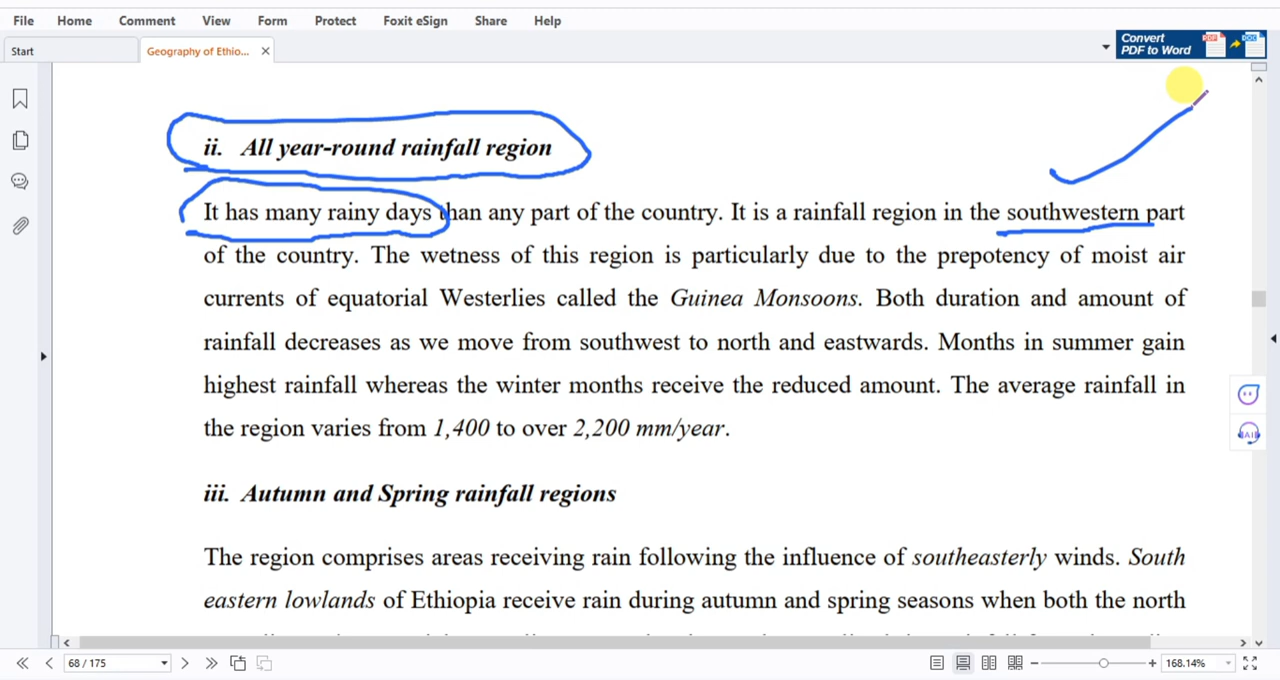 File Home Comment View Form Protect Foxit eSign Share Help
Start
Geography of Ethio...
Convert
PDF to Word
ii. All year-round rainfall region
It has many rainy days than any part of the country. It is a rainfall region in the southwestern part
of the country. The wetness of this region is particularly due to the prepotency of moist air
currents of equatorial Westerlies called the Guinea Monsoons. Both duration and amount of
rainfall decreases as we move from southwest to north and eastwards. Months in summer gain
highest rainfall whereas the winter months receive the reduced amount. The average rainfall in
the region varies from 1,400 to over 2,200 mm/year.
iii. Autumn and Spring rainfall regions
The region comprises areas receiving rain following the influence of southeasterly winds. South
eastern lowlands of Ethiopia receive rain during autumn and spring seasons when both the north
68 / 175
168.14%